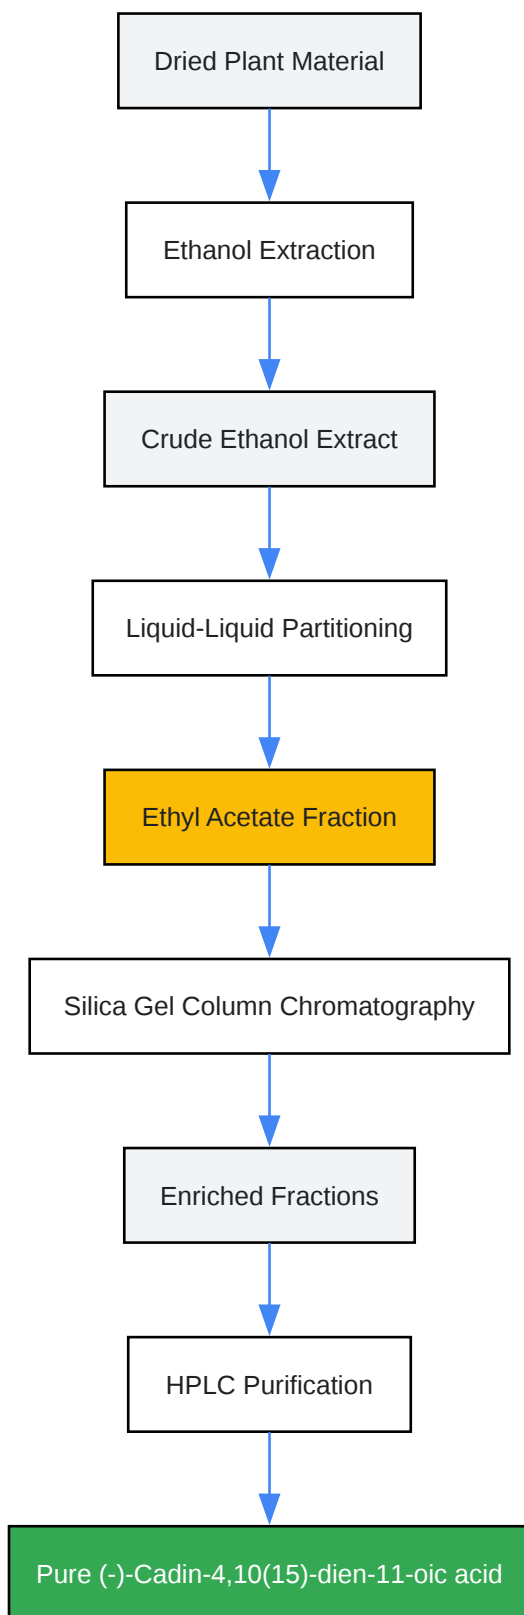 Dried Plant Material
Ethanol Extraction
Crude Ethanol Extract
Liquid-Liquid Partitioning
Ethyl Acetate Fraction
Silica Gel Column Chromatography
Enriched Fractions
HPLC Purification
Pure (-)-Cadin-4,10(15)-dien-11-oic acid